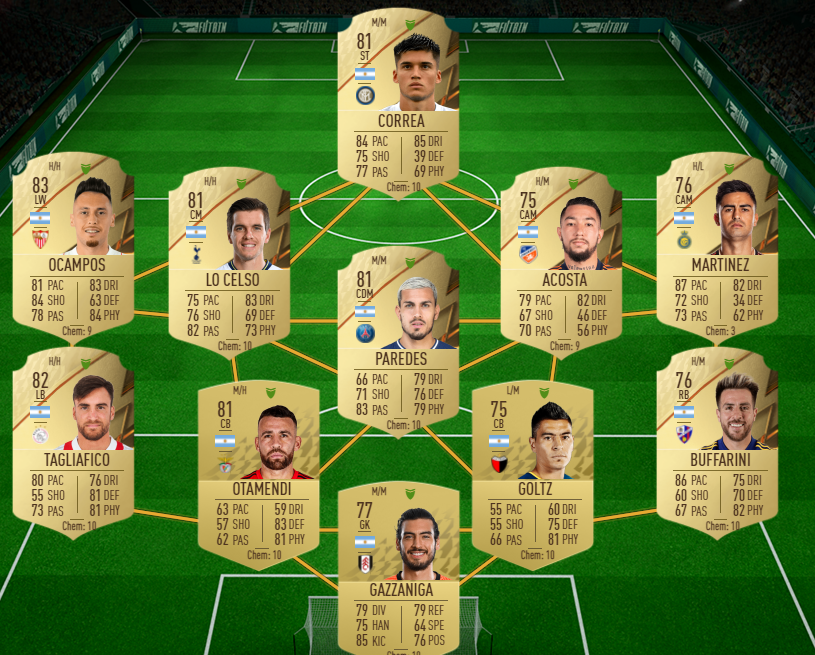 FUTBIN FUTBIN FUTBIN FUTBIN
M/M
81
ST
CORREA
84 PAC 85 DRI
75 SHO 39 DEF
77 PAS 69 PHY
Chem: 10
H/H
83
LW
OCAMPOS
81 PAC 83 DRI
84 SHO 63 DEF
78 PAS 84 PHY
Chem: 9
H/H
81
CM
LO CELSO
75 PAC 83 DRI
76 SHO 69 DEF
82 PAS 73 PHY
Chem: 10
H/M
75
CAM
ACOSTA
79 PAC 82 DRI
67 SHO 46 DEF
70 PAS 56 PHY
Chem: 9
H/L
76
CAM
MARTINEZ
87 PAC 82 DRI
72 SHO 34 DEF
73 PAS 62 PHY
Chem: 3
M/M
81
CDM
PAREDES
66 PAC 79 DRI
71 SHO 76 DEF
83 PAS 79 PHY
Chem: 10
H/H
82
LB
TAGLIAFICO
80 PAC 76 DRI
55 SHO 81 DEF
73 PAS 81 PHY
Chem: 10
M/H
81
CB
OTAMENDI
63 PAC 59 DRI
57 SHO 83 DEF
62 PAS 81 PHY
Chem: 10
L/M
75
CB
GOLTZ
55 PAC 60 DRI
55 SHO 75 DEF
66 PAS 81 PHY
Chem: 10
H/M
76
RB
BUFFARINI
86 PAC 75 DRI
60 SHO 70 DEF
67 PAS 82 PHY
Chem: 10
M/M
77
GK
GAZZANIGA
79 DIV 79 REF
75 HAN 64 SPE
85 KIC 76 POS
Chem: 10